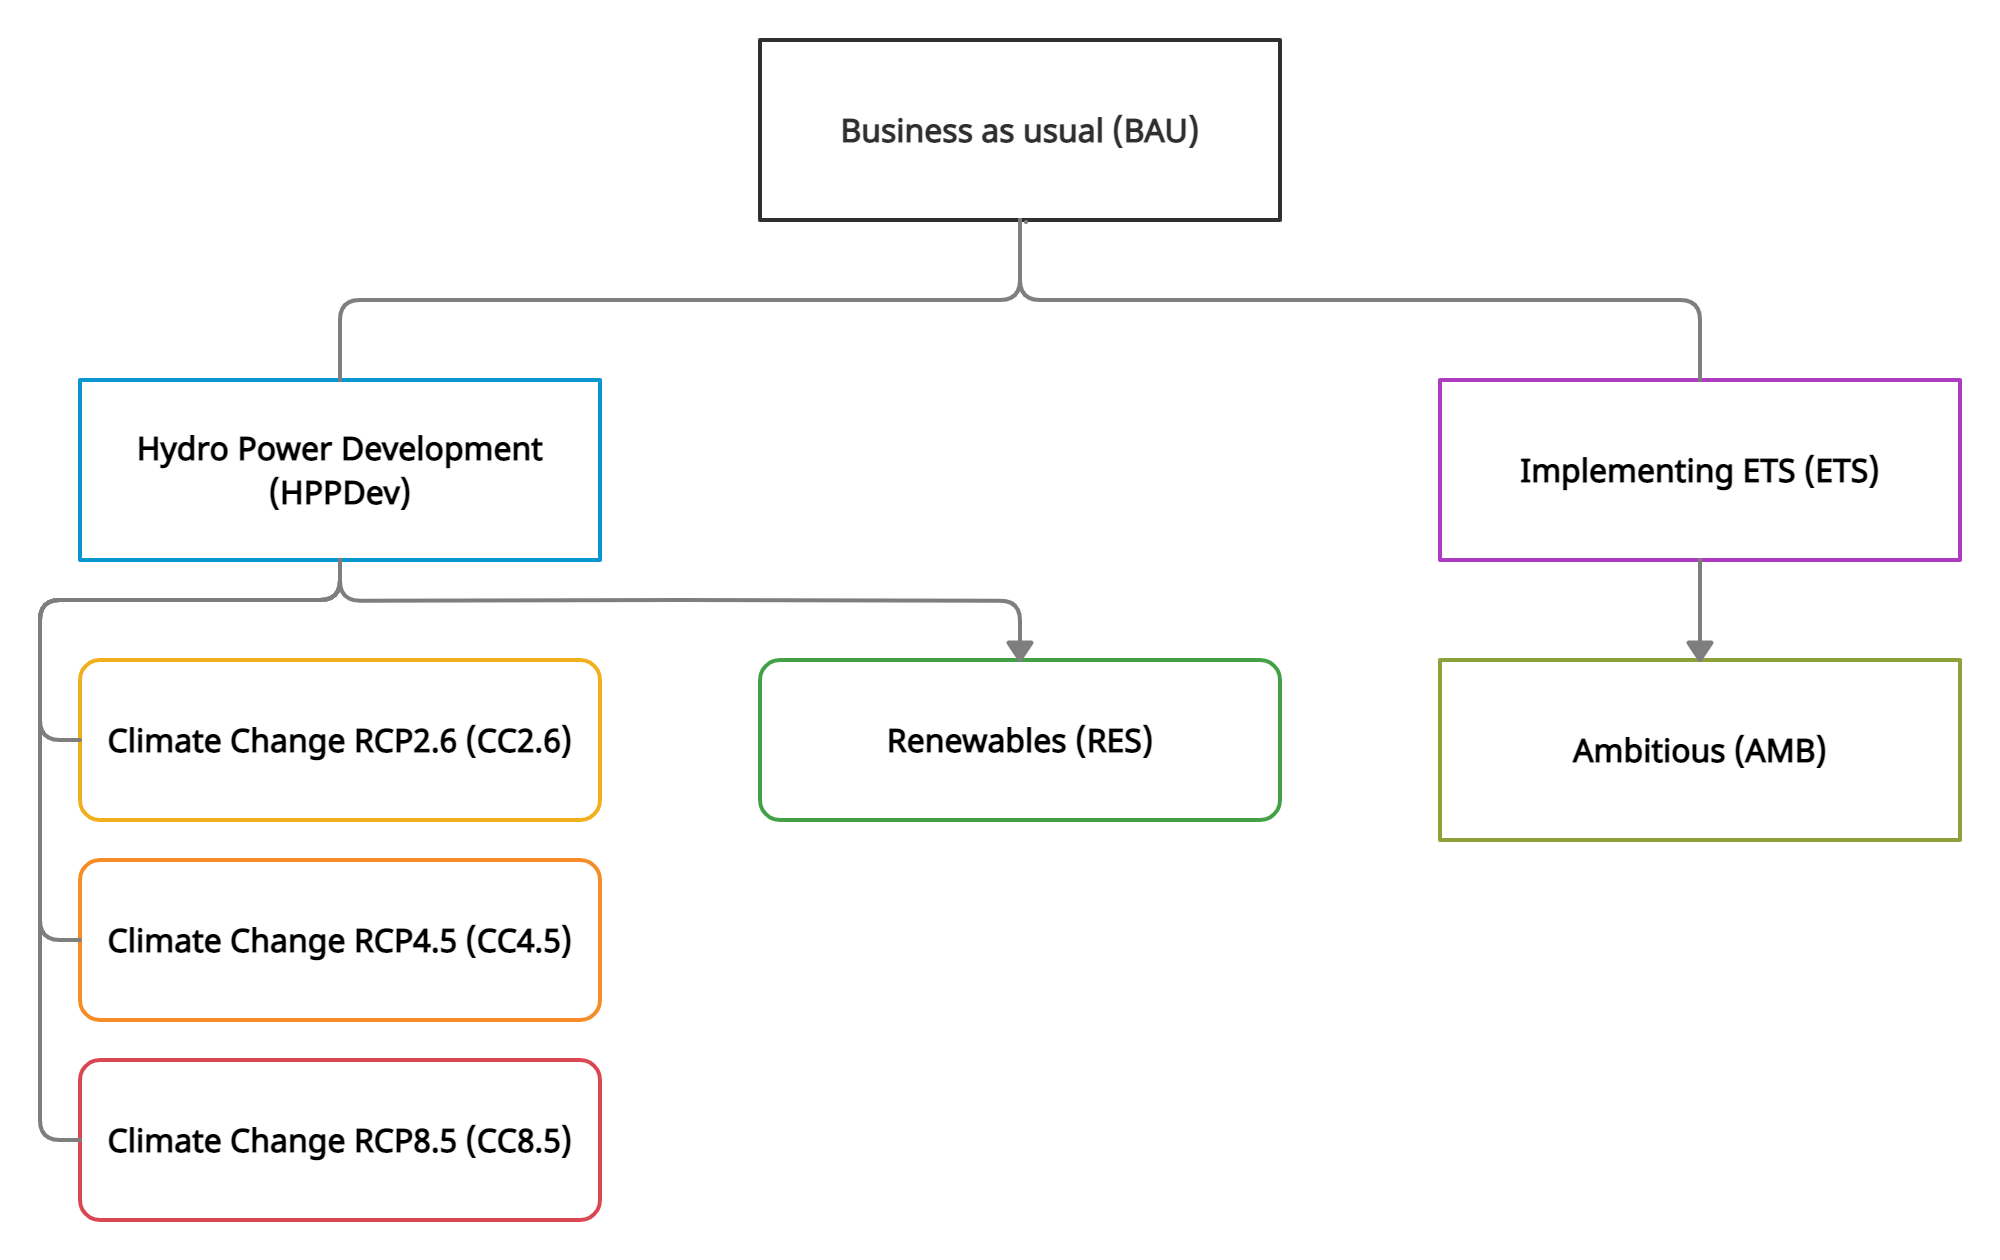 Business as usual (BAU)
Hydro Power Development
(HPPDev)
Implementing ETS (ETS)
Climate Change RCP2.6 (CC2.6)
Renewables (RES)
Ambitious (AMB)
Climate Change RCP4.5 (CC4.5)
Climate Change RCP8.5 (CC8.5)